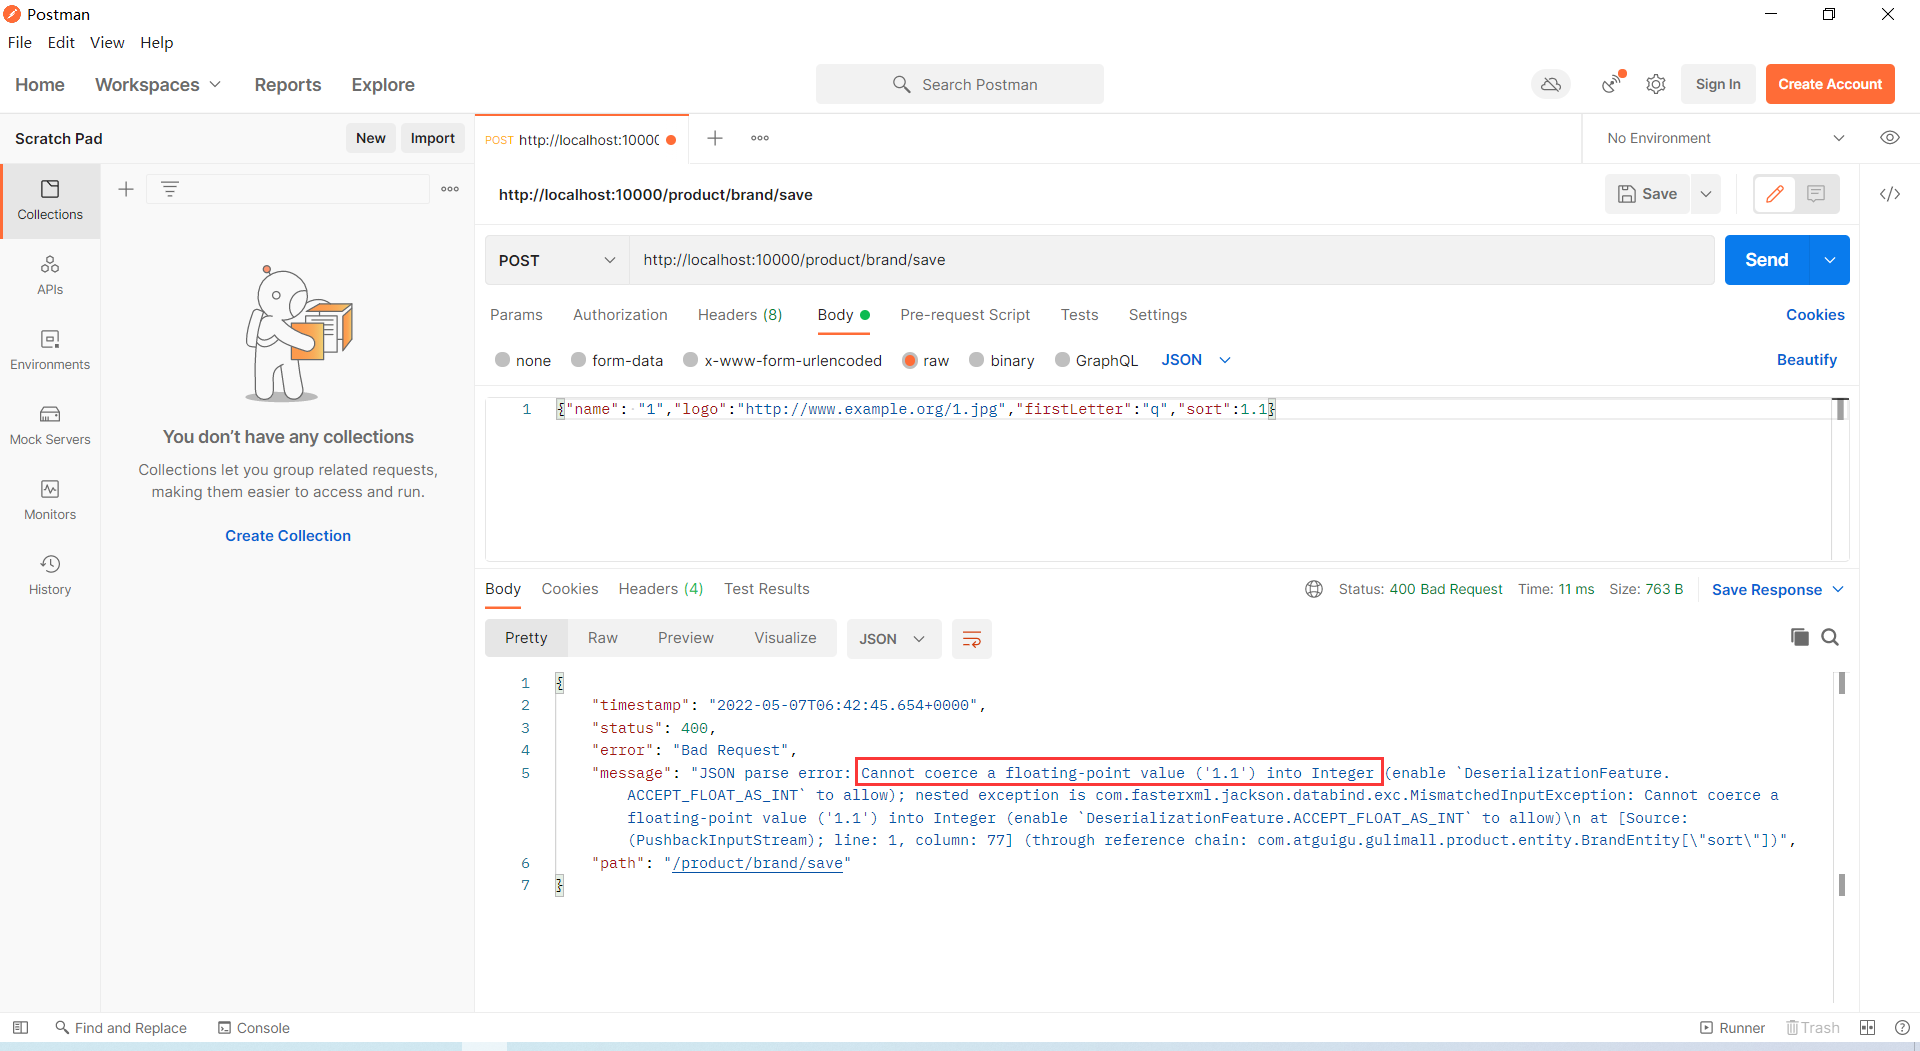 Postman
File Edit View Help
Home Workspaces Reports Explore
Search Postman
Sign In
Create Account
Scratch Pad
New
Import
POST http://localhost:1000
No Environment
Collections
APIs
Environments
Mock Servers
Monitors
History
You don’t have any collections
Collections let you group related requests,
making them easier to access and run.
Create Collection
http://localhost:10000/product/brand/save
Save
POST
http://localhost:10000/product/brand/save
Send
Params Authorization Headers (8) Body Pre-request Script Tests Settings
Cookies
none form-data x-www-form-urlencoded raw binary GraphQL JSON
Beautify
1 {"name": "1","logo":"http://www.example.org/1.jpg","firstLetter":"q","sort":1.1}
Body Cookies Headers (4) Test Results
Status: 400 Bad Request Time: 11 ms Size: 763 B
Save Response
Pretty Raw Preview Visualize JSON
1 {
2 "timestamp": "2022-05-07T06:42:45.654+0000",
3 "status": 400,
4 "error": "Bad Request",
5 "message": "JSON parse error: Cannot coerce a floating-point value ('1.1') into Integer (enable `DeserializationFeature.
ACCEPT_FLOAT_AS_INT` to allow); nested exception is com.fasterxml.jackson.databind.exc.MismatchedInputException: Cannot coerce a
floating-point value ('1.1') into Integer (enable `DeserializationFeature.ACCEPT_FLOAT_AS_INT` to allow)\n at [Source:
(PushbackInputStream); line: 1, column: 77] (through reference chain: com.atguigu.gulimall.product.entity.BrandEntity[\"sort\"])",
6 "path": "/product/brand/save"
7 }
Find and Replace
Console
Runner
Trash